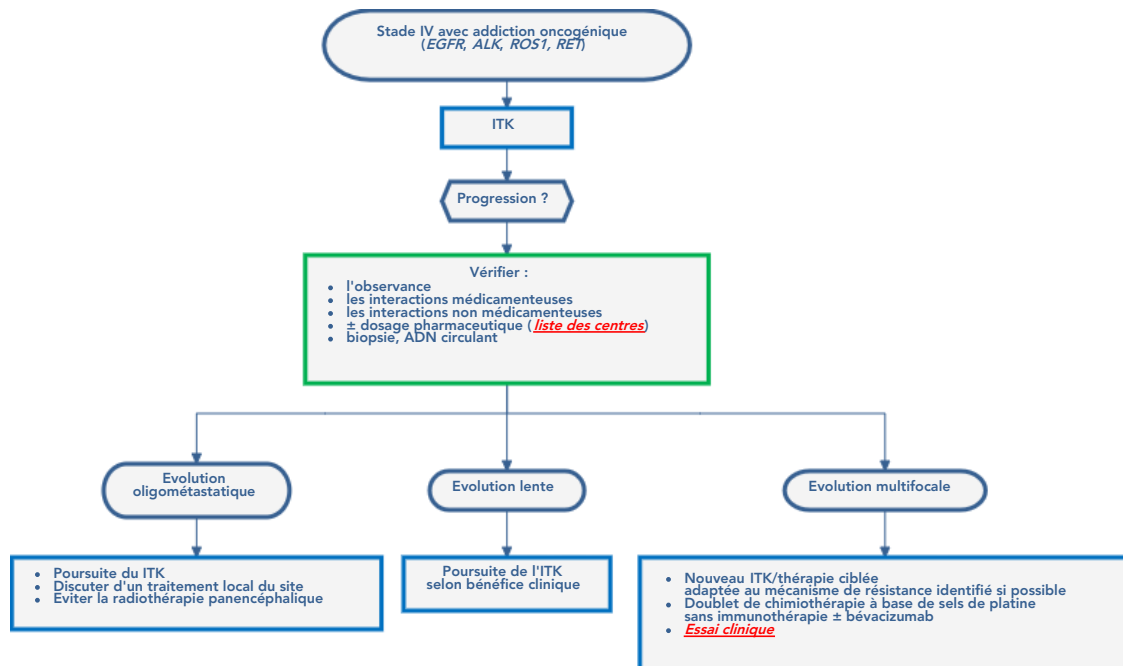 Stade IV avec addiction oncogénique
(EGFR, ALK, ROS1, RET)
ITK
Progression ?
Vérifier :
• l'observance
• les interactions médicamenteuses
• les interactions non médicamenteuses
• ± dosage pharmaceutique (liste des centres)
• biopsie, ADN circulant
Evolution
oligométastatique
Evolution lente
Evolution multifocale
• Poursuite du ITK
• Discuter d'un traitement local du site
• Eviter la radiothérapie panencéphalique
Poursuite de l'ITK
selon bénéfice clinique
• Nouveau ITK/thérapie ciblée
adaptée au mécanisme de résistance identifié si possible
• Doublet de chimiothérapie à base de sels de platine
sans immunothérapie ± bévacizumab
• Essai clinique